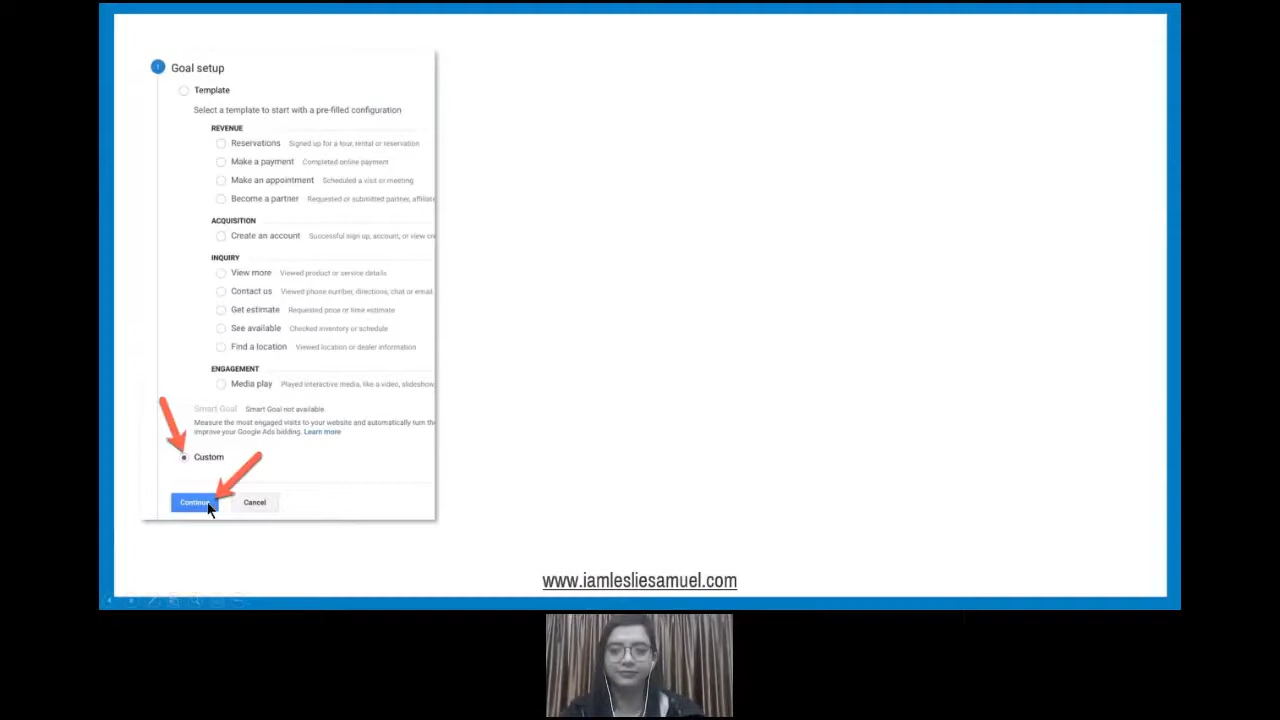 1 Goal setup
Template
Select a template to start with a pre-filled configuration
REVENUE
Reservations Signed up for a tour, rental or reservation
Make a payment Completed online payment
Make an appointment Scheduled a visit or meeting
Become a partner Requested or submitted partner, affiliate
ACQUISITION
Create an account Successful sign up, account, or view
INQUIRY
View more Viewed product or service details
Contact us Viewed phone number, directions, chat or email
Get estimate Requested price or time estimate
See available Checked inventory or schedule
Find a location Viewed location or dealer information
ENGAGEMENT
Media play Played interactive media, like a video, slideshow,
Smart Goal Smart Goal not available.
Measure the most engaged visits to your website and automatically turn
improve your Google Ads bidding. Learn more
Custom
Continue Cancel
www.iamlesliesamuel.com